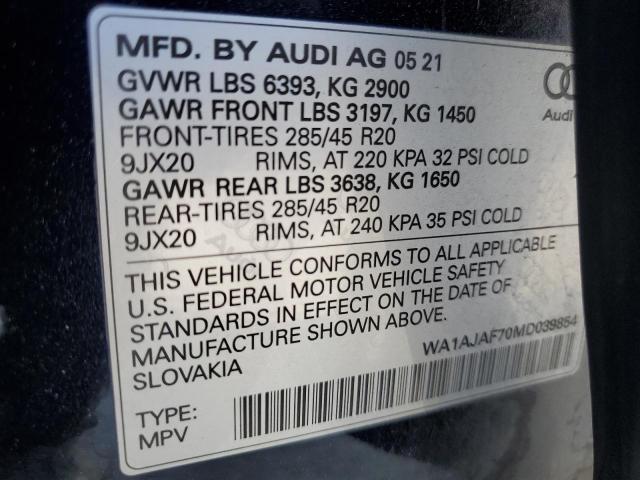 MFD. BY AUDI AG 05 21
GVWR LBS 6393, KG 2900
GAWR FRONT LBS 3197, KG 1450
FRONT-TIRES 285/45 R20
9JX20 RIMS, AT 220 KPA 32 PSI COLD
GAWR REAR LBS 3638, KG 1650
REAR-TIRES 285/45 R20
9JX20 RIMS, AT 240 KPA 35 PSI COLD
Audi
THIS VEHICLE CONFORMS TO ALL APPLICABLE
U.S. FEDERAL MOTOR VEHICLE SAFETY
STANDARDS IN EFFECT ON THE DATE OF
MANUFACTURE SHOWN ABOVE.
SLOVAKIA
WA1AJAF70MD039854
TYPE:
MPV